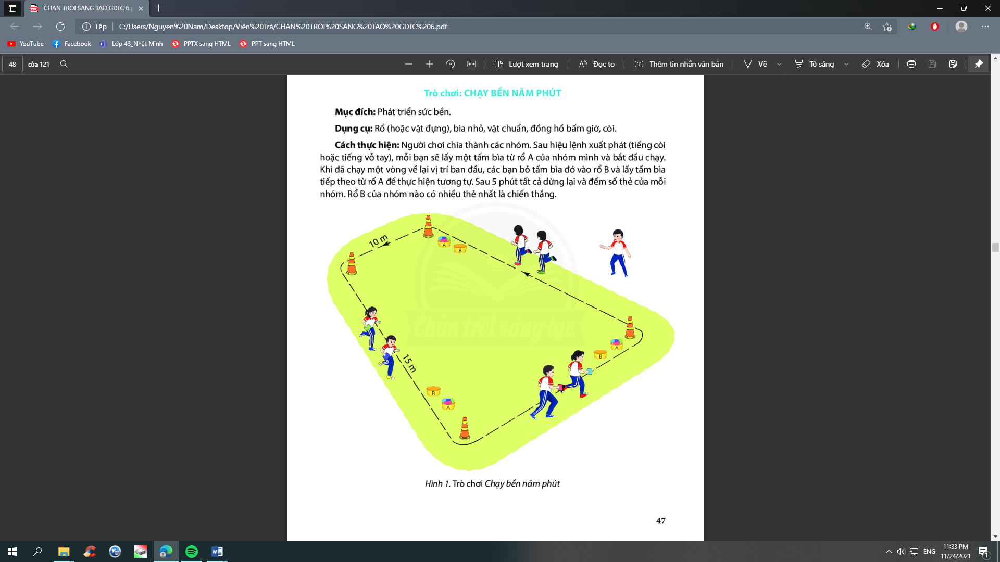 CHAN TROI SANG TAO GDTC 6.p
Tệp
C:/Users/Nguyen%20Nam/Desktop/Viên%20Trà/CHAN%20TROI%20SANG%20TAO%20GDTC%206.pdf
YouTube Facebook Lớp 43_Nhật Minh PPTX sang HTML PPT sang HTML
48 của 121 Lượt xem trang Đọc to Thêm tin nhắn văn bản Vẽ Tô sáng Xóa
Trò chơi: CHẠY BỀN NĂM PHÚT
Mục đích: Phát triển sức bền.
Dụng cụ: Rổ (hoặc vật đựng), bìa nhỏ, vật chuẩn, đồng hồ bấm giờ, còi.
Cách thực hiện: Người chơi chia thành các nhóm. Sau hiệu lệnh xuất phát (tiếng còi
hoặc tiếng vỗ tay), mỗi bạn sẽ lấy một tấm bìa từ rổ A của nhóm mình và bắt đầu chạy.
Khi đã chạy một vòng về lại vị trí ban đầu, các bạn bỏ tấm bìa đó vào rổ B và lấy tấm bìa
tiếp theo từ rổ A để thực hiện tương tự. Sau 5 phút tất cả dừng lại và đếm số thẻ của mỗi
nhóm. Rổ B của nhóm nào có nhiều thẻ nhất là chiến thắng.
10 m
A
B
Chân trời sáng tạo
A
B
15 m
B
A
Hình 1. Trò chơi Chạy bền năm phút
47
ENG
11:33 PM
11/24/2021
1